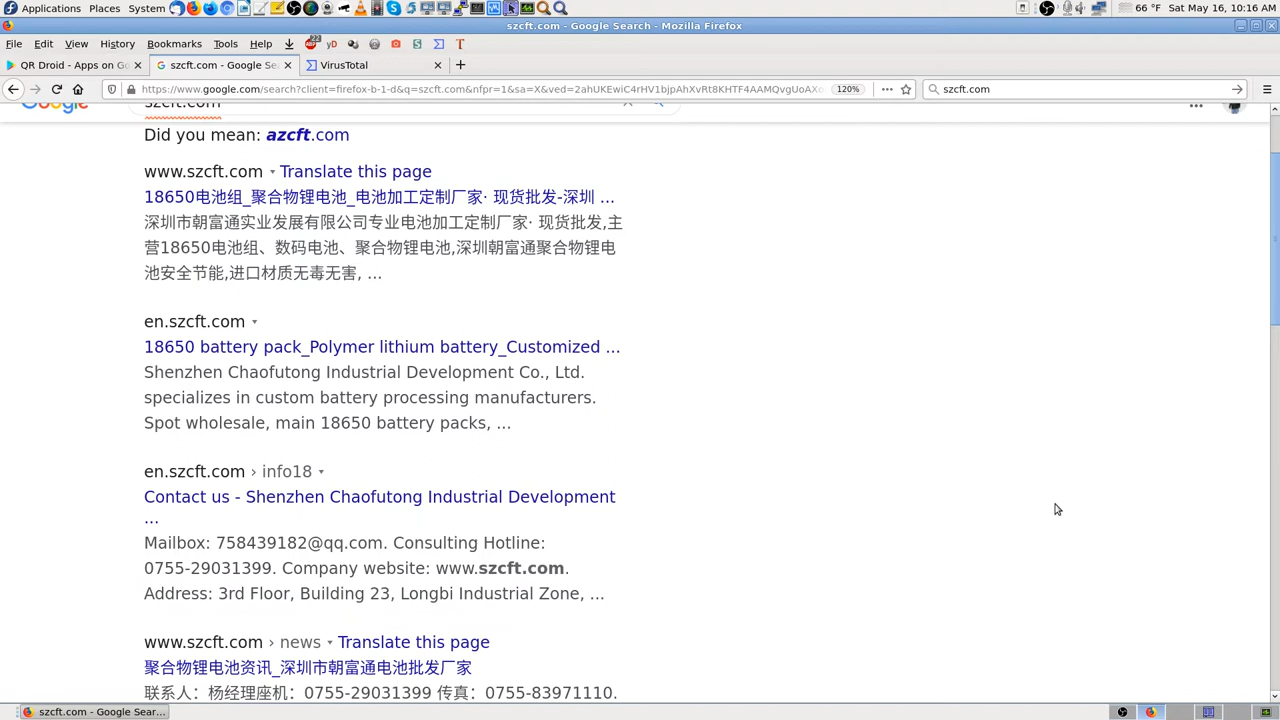 Applications Places System 66 °F Sat May 16, 10:16 AM
szcft.com - Google Search - Mozilla Firefox
File Edit View History Bookmarks Tools Help 22 yD S T
QR Droid - Apps on Go szcft.com - Google Sea VirusTotal
https://www.google.com/search?client=firefox-b-1-d&q=szcft.com&nfpr=1&sa=X&ved=2ahUKEwiC4rHV1bjpAhXvRt8KHTF4AAMQvgUoAXo 120% szcft.com
szcft.com
Did you mean: azcft.com
www.szcft.com Translate this page
18650电池组_聚合物锂电池_电池加工定制厂家· 现货批发-深圳 ...
深圳市朝富通实业发展有限公司专业电池加工定制厂家· 现货批发,主
营18650电池组、数码电池、聚合物锂电池,深圳朝富通聚合物锂电
池安全节能,进口材质无毒无害, ...
en.szcft.com
18650 battery pack_Polymer lithium battery_Customized ...
Shenzhen Chaofutong Industrial Development Co., Ltd.
specializes in custom battery processing manufacturers.
Spot wholesale, main 18650 battery packs, ...
en.szcft.com › info18
Contact us - Shenzhen Chaofutong Industrial Development
...
Mailbox: 758439182@qq.com. Consulting Hotline:
0755-29031399. Company website: www.szcft.com.
Address: 3rd Floor, Building 23, Longbi Industrial Zone, ...
www.szcft.com › news Translate this page
聚合物锂电池资讯_深圳市朝富通电池批发厂家
联系人：杨经理座机：0755-29031399 传真：0755-83971110.
szcft.com - Google Sear...